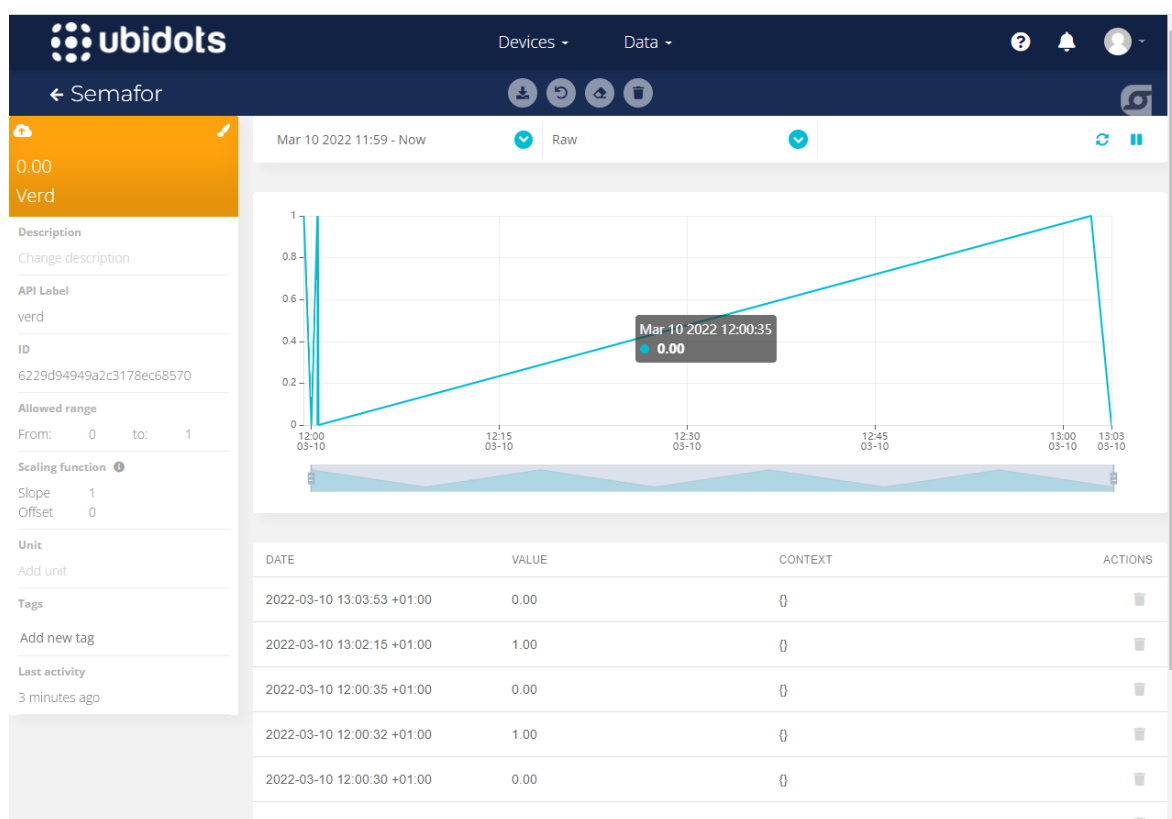 ubidots
Devices
Data
Semafor
0.00
Verd
Description
Change description
API Label
verd
ID
6229d94949a2c3178ec68570
Allowed range
From: 0 to: 1
Scaling function
Slope 1
Offset 0
Unit
Add unit
Tags
Add new tag
Last activity
3 minutes ago
Mar 10 2022 11:59 - Now
Raw
1
0.8
0.6
0.4
0.2
0
Mar 10 2022 12:00:35
0.00
12:00 12:15 12:30 12:45 13:00 13:03
03-10 03-10 03-10 03-10 03-10 03-10
DATE VALUE CONTEXT ACTIONS
2022-03-10 13:03:53 +01:00 0.00 {}
2022-03-10 13:02:15 +01:00 1.00 {}
2022-03-10 12:00:35 +01:00 0.00 {}
2022-03-10 12:00:32 +01:00 1.00 {}
2022-03-10 12:00:30 +01:00 0.00 {}